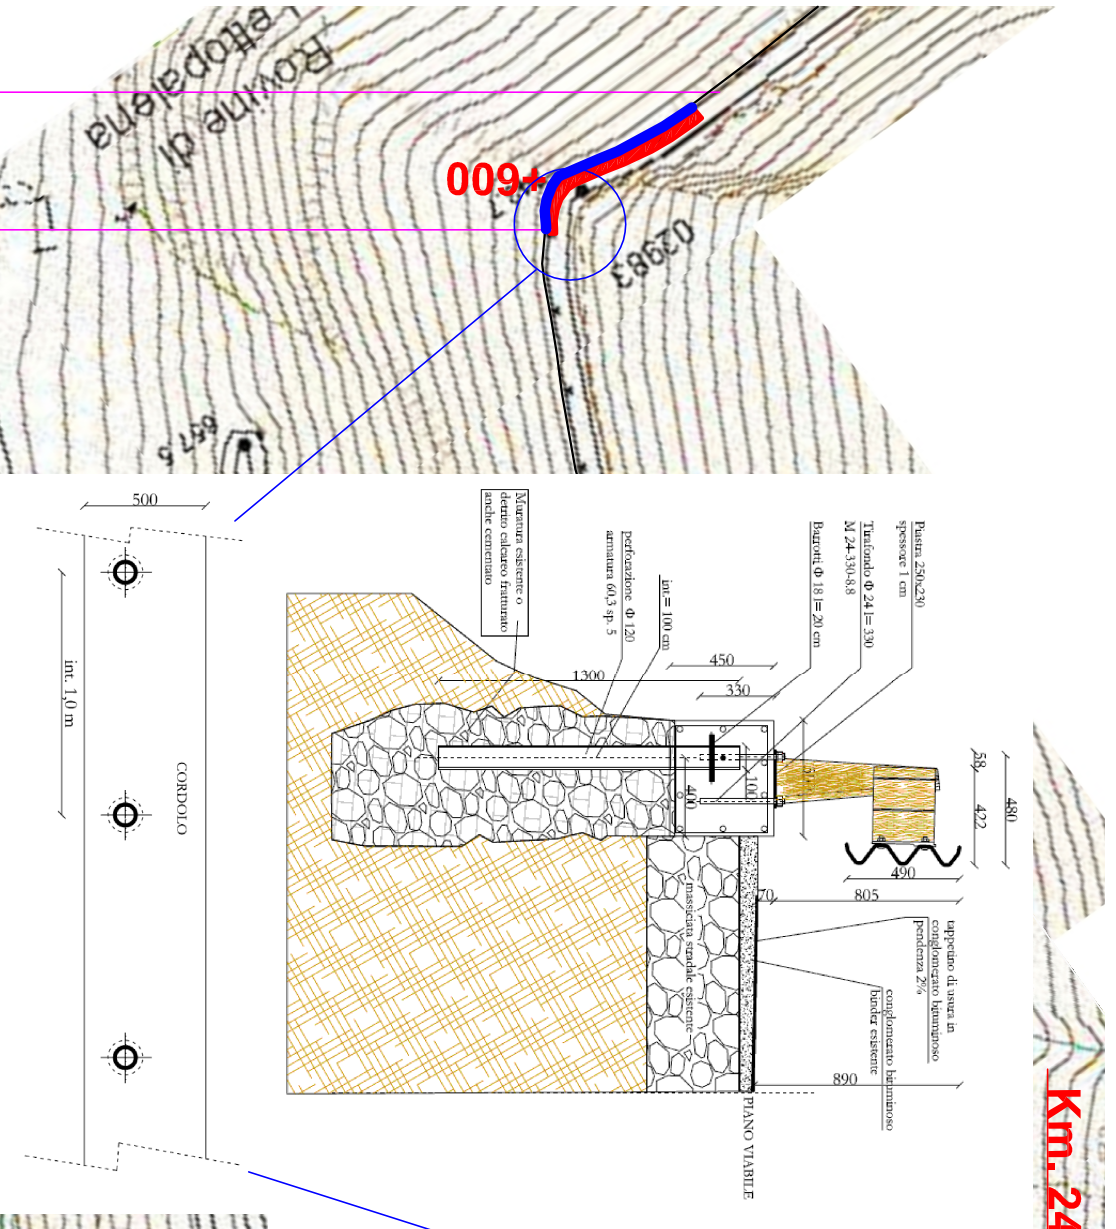 Rovine di
Lettopalena
+600
02983
657,5
500
int. 1,0 m
CORDOLO
Muratura esistente o
detrito calcareo fratturato
anche cementato
perforazione Φ 120
armatura 60,3 sp. 5
int.= 100 cm
Barrotti Φ 18 l= 20 cm
Tirafondo Φ 24 l= 330
M 24-330-8.8
Piastra 250x230
spessore 1 cm
1300
450
330
100
400
58
422
480
490
70
805
massicciata stradale esistente
tappetino di usura in
conglomerato bituminoso
pendenza 2%
conglomerato bituminoso
binder esistente
890
PIANO VIABILE
Km. 24